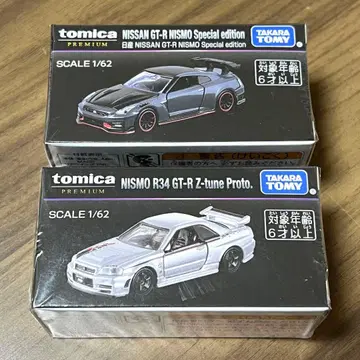 tomica
PREMIUM
NISSAN GT-R NISMO Special edition
日産 NISSAN GT-R NISMO Special edition
TAKARA
TOMY
SCALE 1/62
対象年齢
6才以上
tomica
PREMIUM
NISMO R34 GT-R Z-tune Proto.
TAKARA
TOMY
SCALE 1/62
対象年齢
6才以上